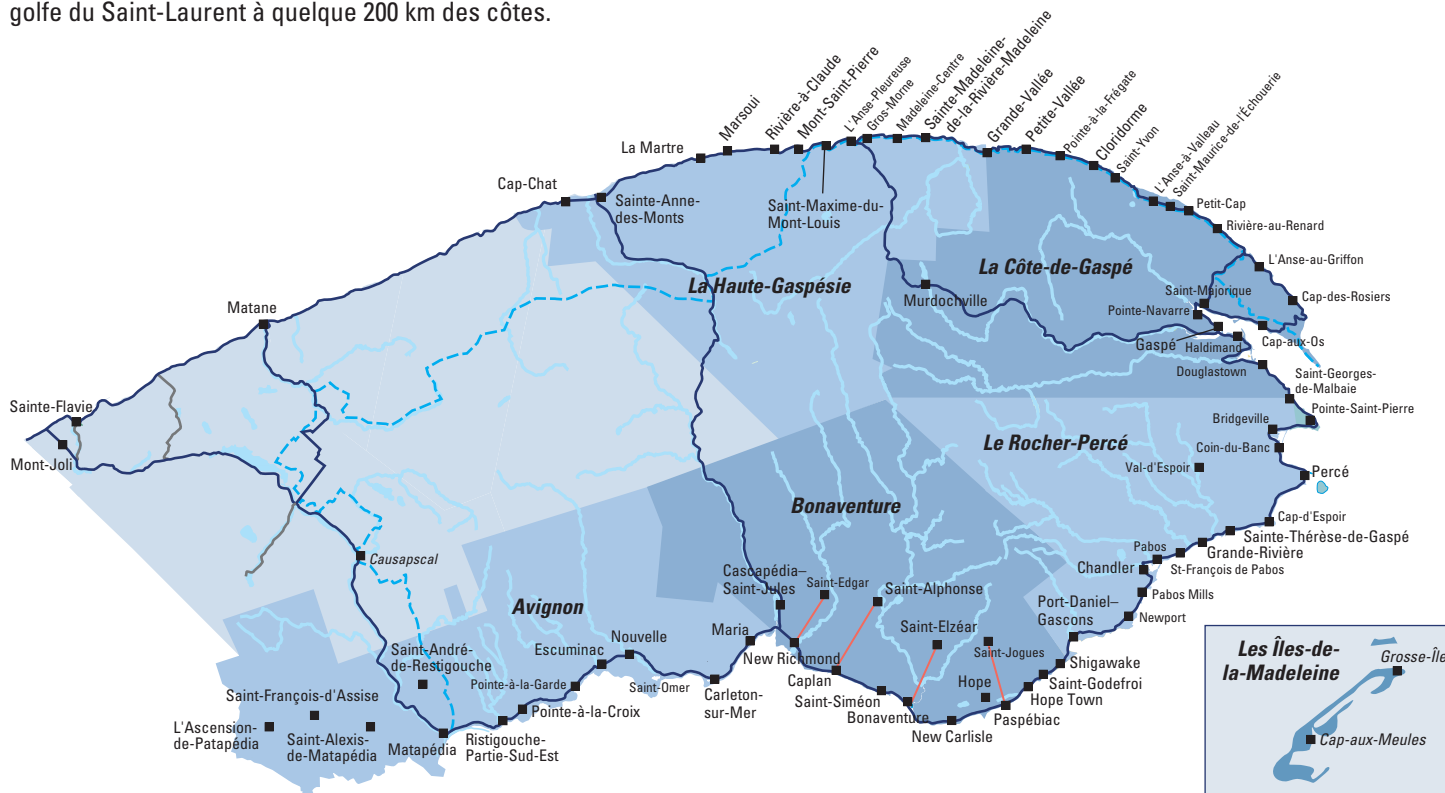 golfe du Saint-Laurent à quelque 200 km des côtes.
La Martre
Marsoui
Rivière-à-Claude
Mont-Saint-Pierre
L'Anse-Pleureuse
Gros-Morne
Madeleine-Centre
Sainte-Madeleine-
de-la-Rivière-Madeleine
Grande-Vallée
Petite-Vallée
Pointe-à-la-Frégate
Cloridorme
Saint-Yvon
L'Anse-à-Valleau
Saint-Maurice-de-l'Échouerie
Petit-Cap
Rivière-au-Renard
L'Anse-au-Griffon
Cap-des-Rosiers
Cap-Chat
Sainte-Anne-
des-Monts
Saint-Maxime-du-
Mont-Louis
La Haute-Gaspésie
La Côte-de-Gaspé
Murdochville
Saint-Majorique
Pointe-Navarre
Gaspé
Haldimand
Cap-aux-Os
Douglastown
Saint-Georges-
de-Malbaie
Pointe-Saint-Pierre
Bridgeville
Coin-du-Banc
Matane
Sainte-Flavie
Mont-Joli
Le Rocher-Percé
Val-d'Espoir
Percé
Cap-d'Espoir
Sainte-Thérèse-de-Gaspé
Grande-Rivière
St-François de Pabos
Pabos
Chandler
Pabos Mills
Newport
Port-Daniel–
Gascons
Bonaventure
Causapscal
Cascapédia–
Saint-Jules
Saint-Edgar
Saint-Alphonse
Saint-Elzéar
Saint-Jogues
Avignon
Maria
Nouvelle
Escuminac
Saint-André-
de-Restigouche
Pointe-à-la-Garde
Saint-Omer
Carleton-
sur-Mer
New Richmond
Caplan
Saint-Siméon
Bonaventure
Hope
New Carlisle
Paspébiac
Hope Town
Saint-Godefroi
Shigawake
Saint-François-d'Assise
L'Ascension-
de-Patapédia
Saint-Alexis-
de-Matapédia
Matapédia
Ristigouche-
Partie-Sud-Est
Pointe-à-la-Croix
Les Îles-de-
la-Madeleine
Grosse-Île
Cap-aux-Meules